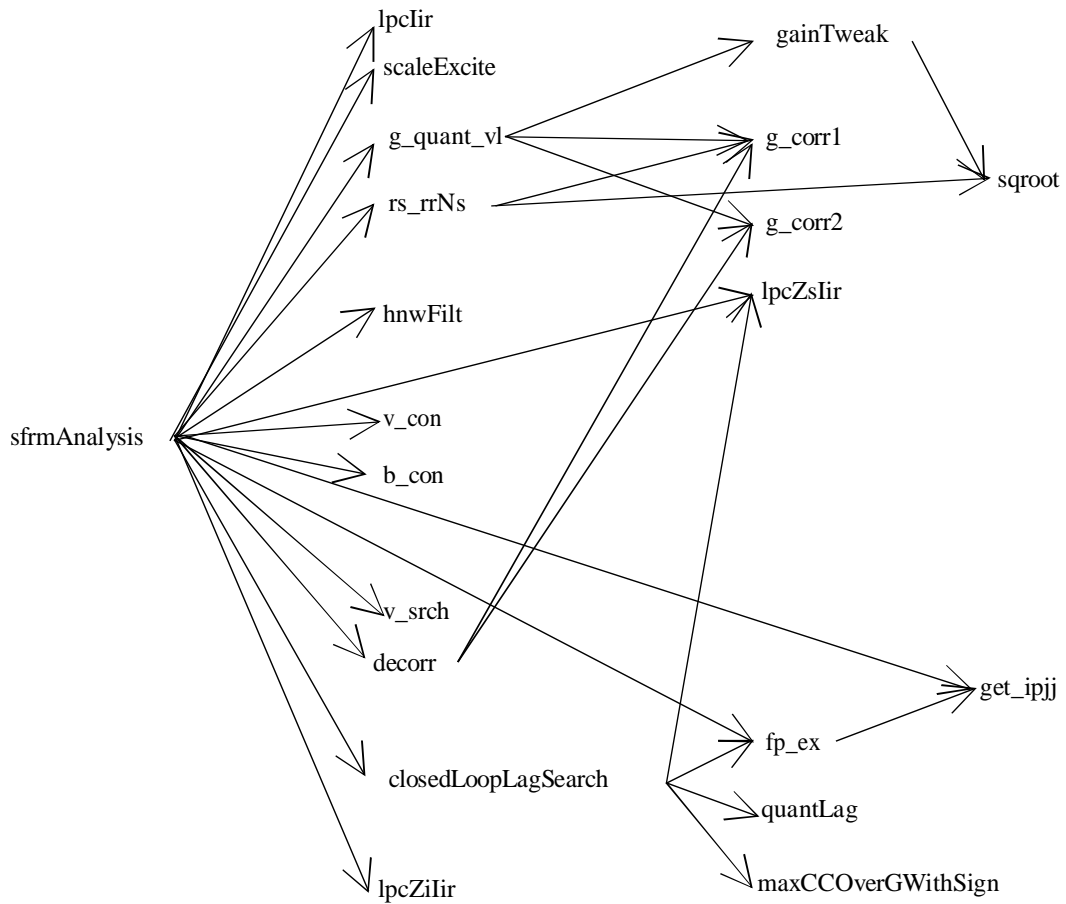 lpcIir
gainTweak
scaleExcite
g_quant_vl
g_corr1
sqroot
rs_rrNs
g_corr2
lpcZsIir
hnwFilt
v_con
sfrmAnalysis
b_con
v_srch
decorr
get_ipjj
fp_ex
closedLoopLagSearch
quantLag
lpcZiIir
maxCCOverGWithSign